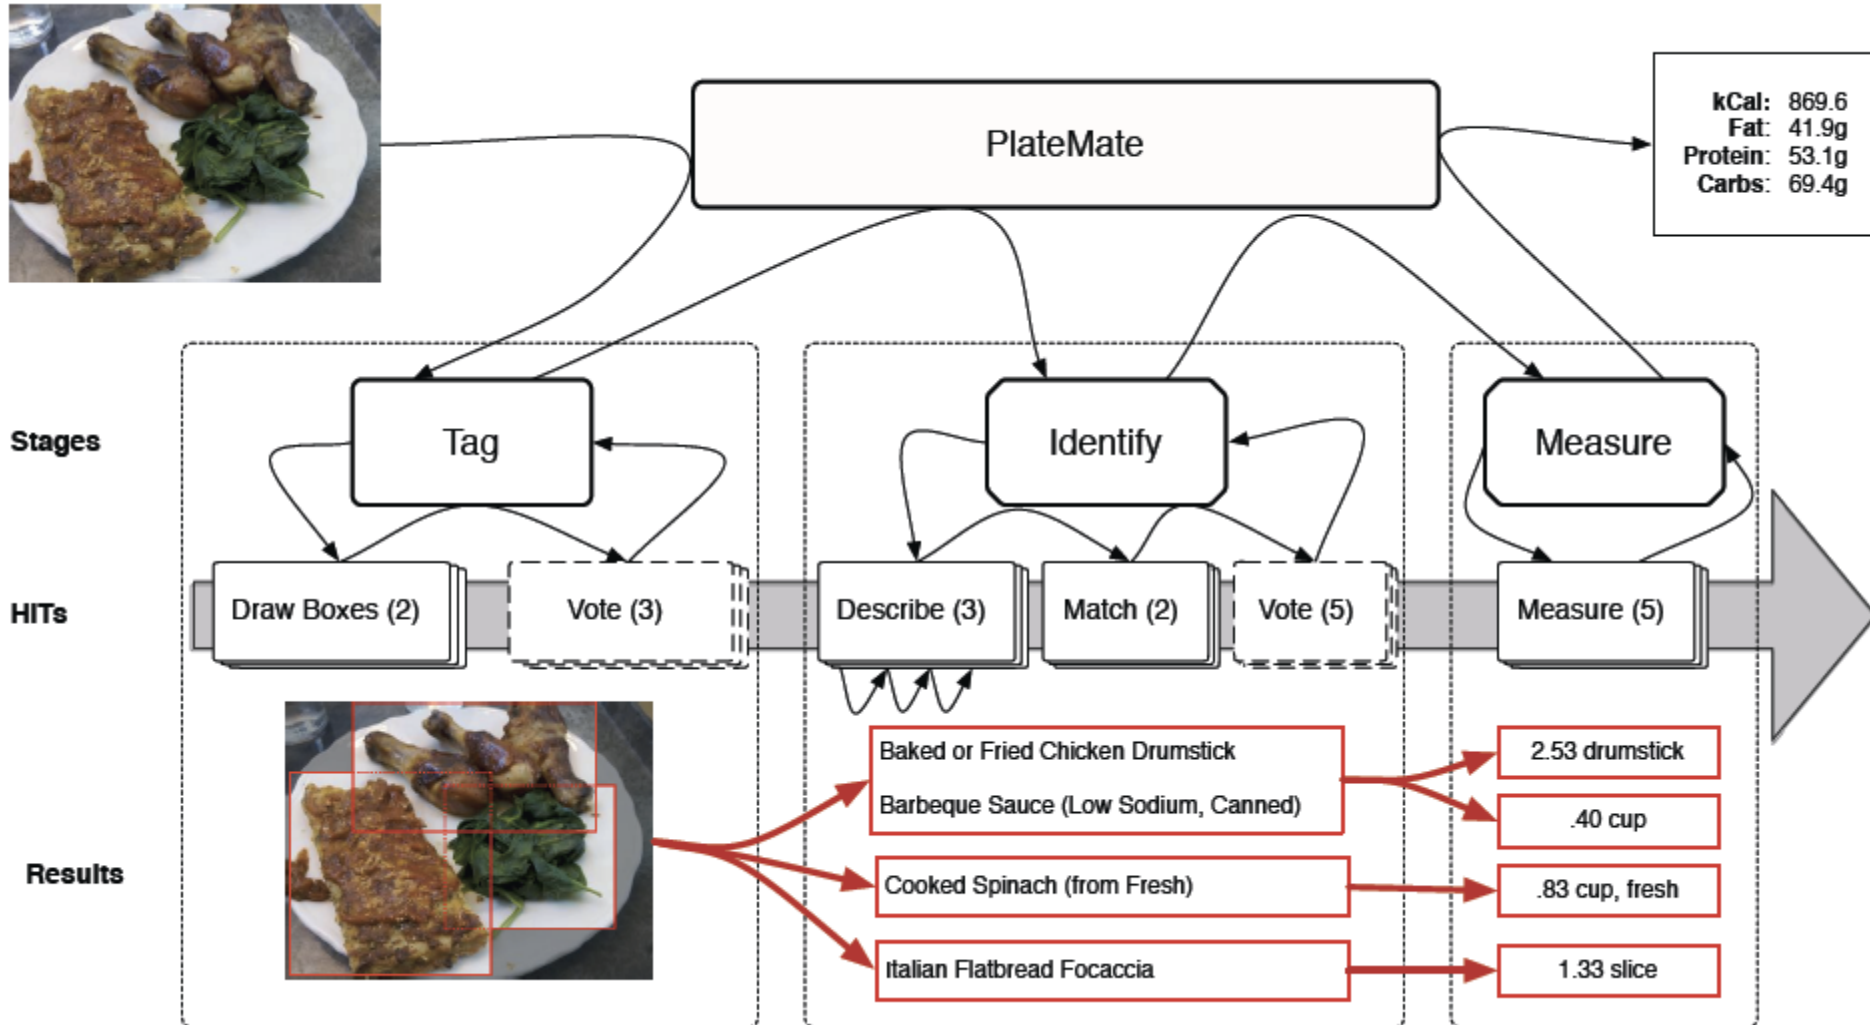 PlateMate
kCal: 869.6
Fat: 41.9g
Protein: 53.1g
Carbs: 69.4g
Stages
Tag
Identify
Measure
HITs
Draw Boxes (2)
Vote (3)
Describe (3)
Match (2)
Vote (5)
Measure (5)
Results
Baked or Fried Chicken Drumstick
Barbeque Sauce (Low Sodium, Canned)
2.53 drumstick
.40 cup
Cooked Spinach (from Fresh)
.83 cup, fresh
Italian Flatbread Focaccia
1.33 slice